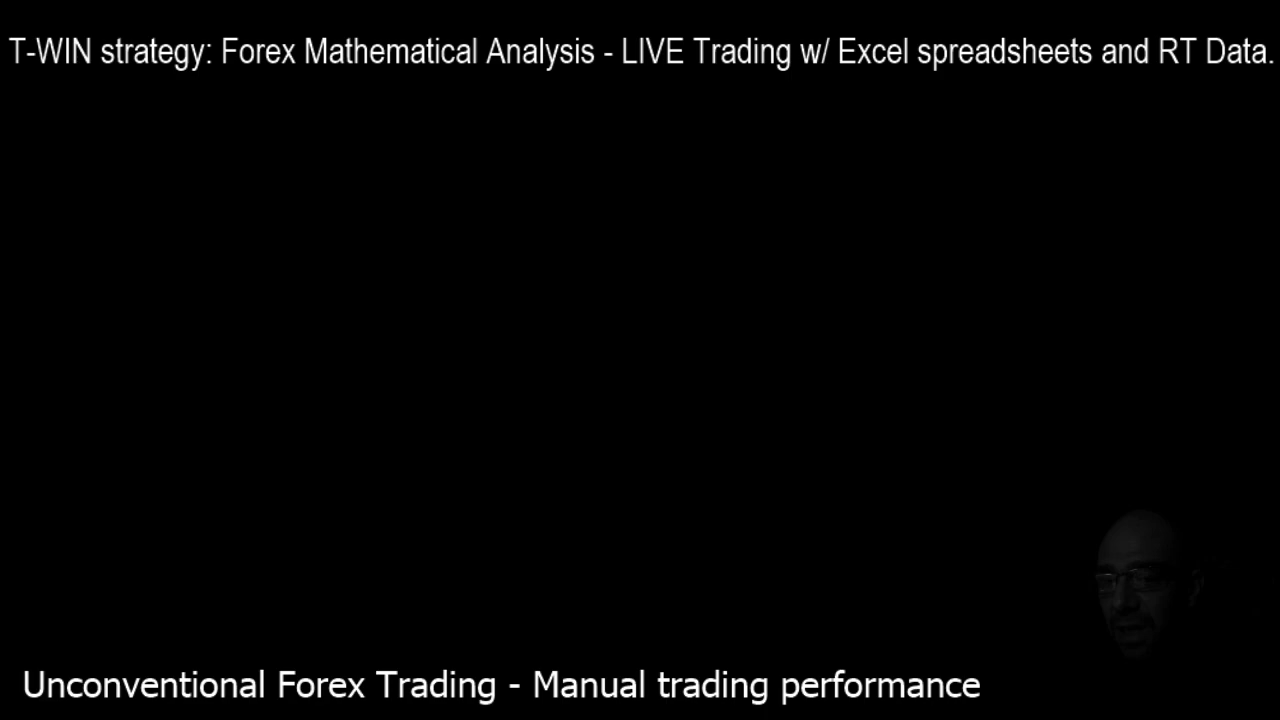 T-WIN strategy: Forex Mathematical Analysis - LIVE Trading w/ Excel spreadsheets and RT Data.
Unconventional Forex Trading - Manual trading performance